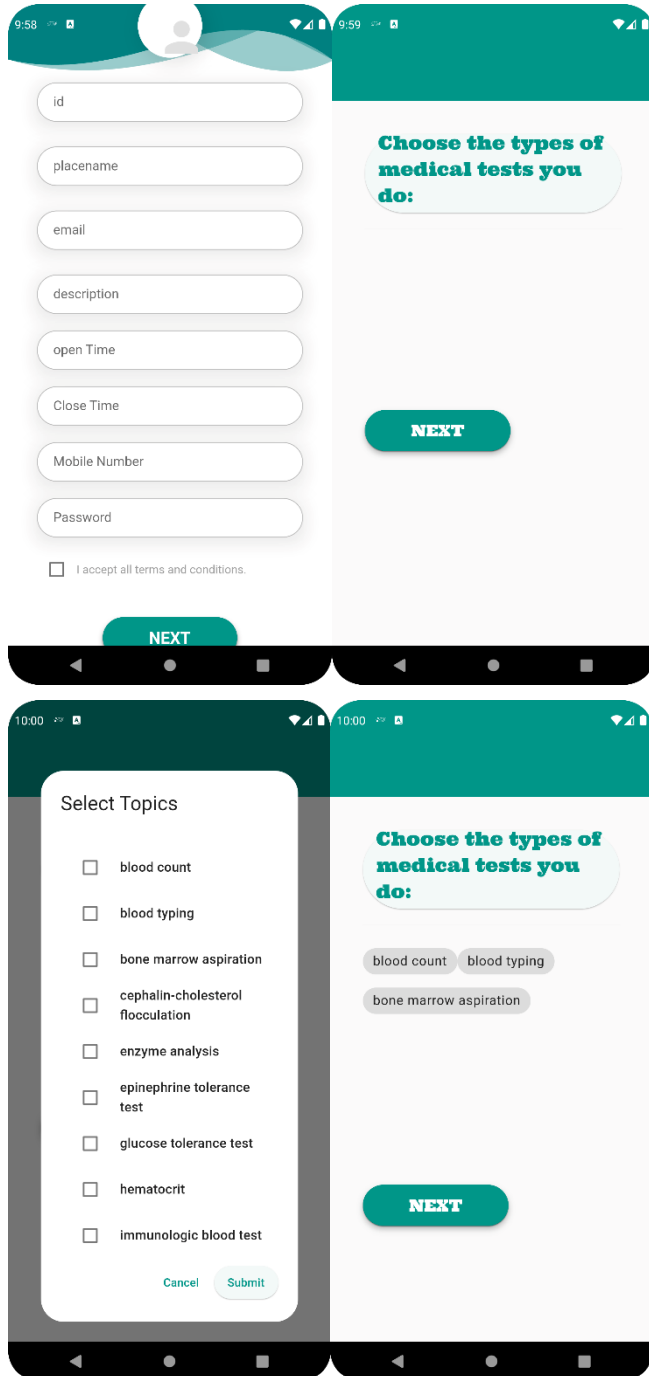 9:58
id
placename
email
description
open Time
Close Time
Mobile Number
Password
I accept all terms and conditions.
NEXT
9:59
Choose the types of
medical tests you
do:
NEXT
10:00
Select Topics
blood count
blood typing
bone marrow aspiration
cephalin-cholesterol
flocculation
enzyme analysis
epinephrine tolerance
test
glucose tolerance test
hematocrit
immunologic blood test
Cancel Submit
10:00
Choose the types of
medical tests you
do:
blood count blood typing
bone marrow aspiration
NEXT